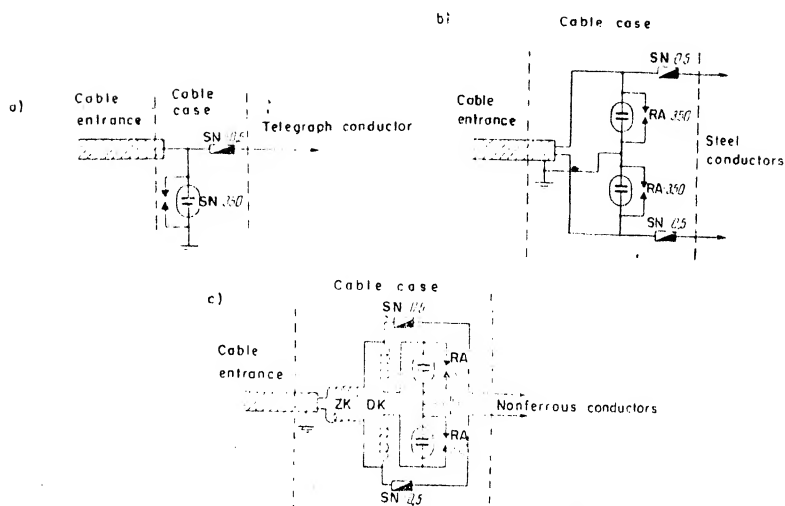 a)
Cable
entrance
Cable
case
SN 0,5
Telegraph conductor
SN 350
b)
Cable case
SN 0,5
Cable
entrance
RA 350
Steel
conductors
RA 350
SN 0,5
c)
Cable case
SN 0,5
Cable
entrance
RA
ZK
DK
Nonferrous conductors
RA
SN 0,5